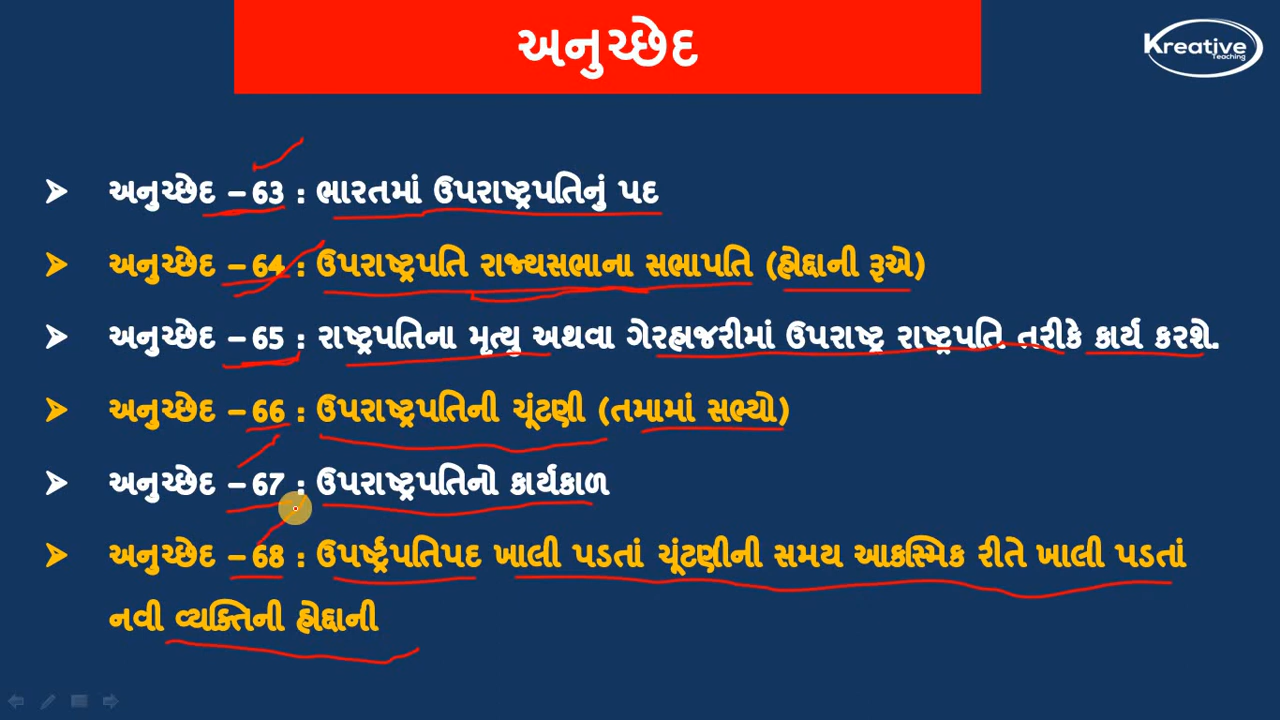 અનુચ્છેદ
Kreative
Teaching
➤ અનુચ્છેદ – 63 : ભારતમાં ઉપરાષ્ટ્રપતિનું પદ
➤ અનુચ્છેદ – 64 : ઉપરાષ્ટ્રપતિ રાજ્યસભાના સભાપતિ (હોદ્દાની રૂએ)
➤ અનુચ્છેદ – 65 : રાષ્ટ્રપતિના મૃત્યુ અથવા ગેરહાજરીમાં ઉપરાષ્ટ્ર રાષ્ટ્રપતિ તરીકે કાર્ય કરશે.
➤ અનુચ્છેદ – 66 : ઉપરાષ્ટ્રપતિની ચૂંટણી (તમામાં સભ્યો)
➤ અનુચ્છેદ – 67 : ઉપરાષ્ટ્રપતિનો કાર્યકાળ
➤ અનુચ્છેદ – 68 : ઉપર્ષ્ટ્રપતિપદ ખાલી પડતાં ચૂંટણીની સમય આકસ્મિક રીતે ખાલી પડતાં
નવી વ્યક્તિની હોદ્દાની